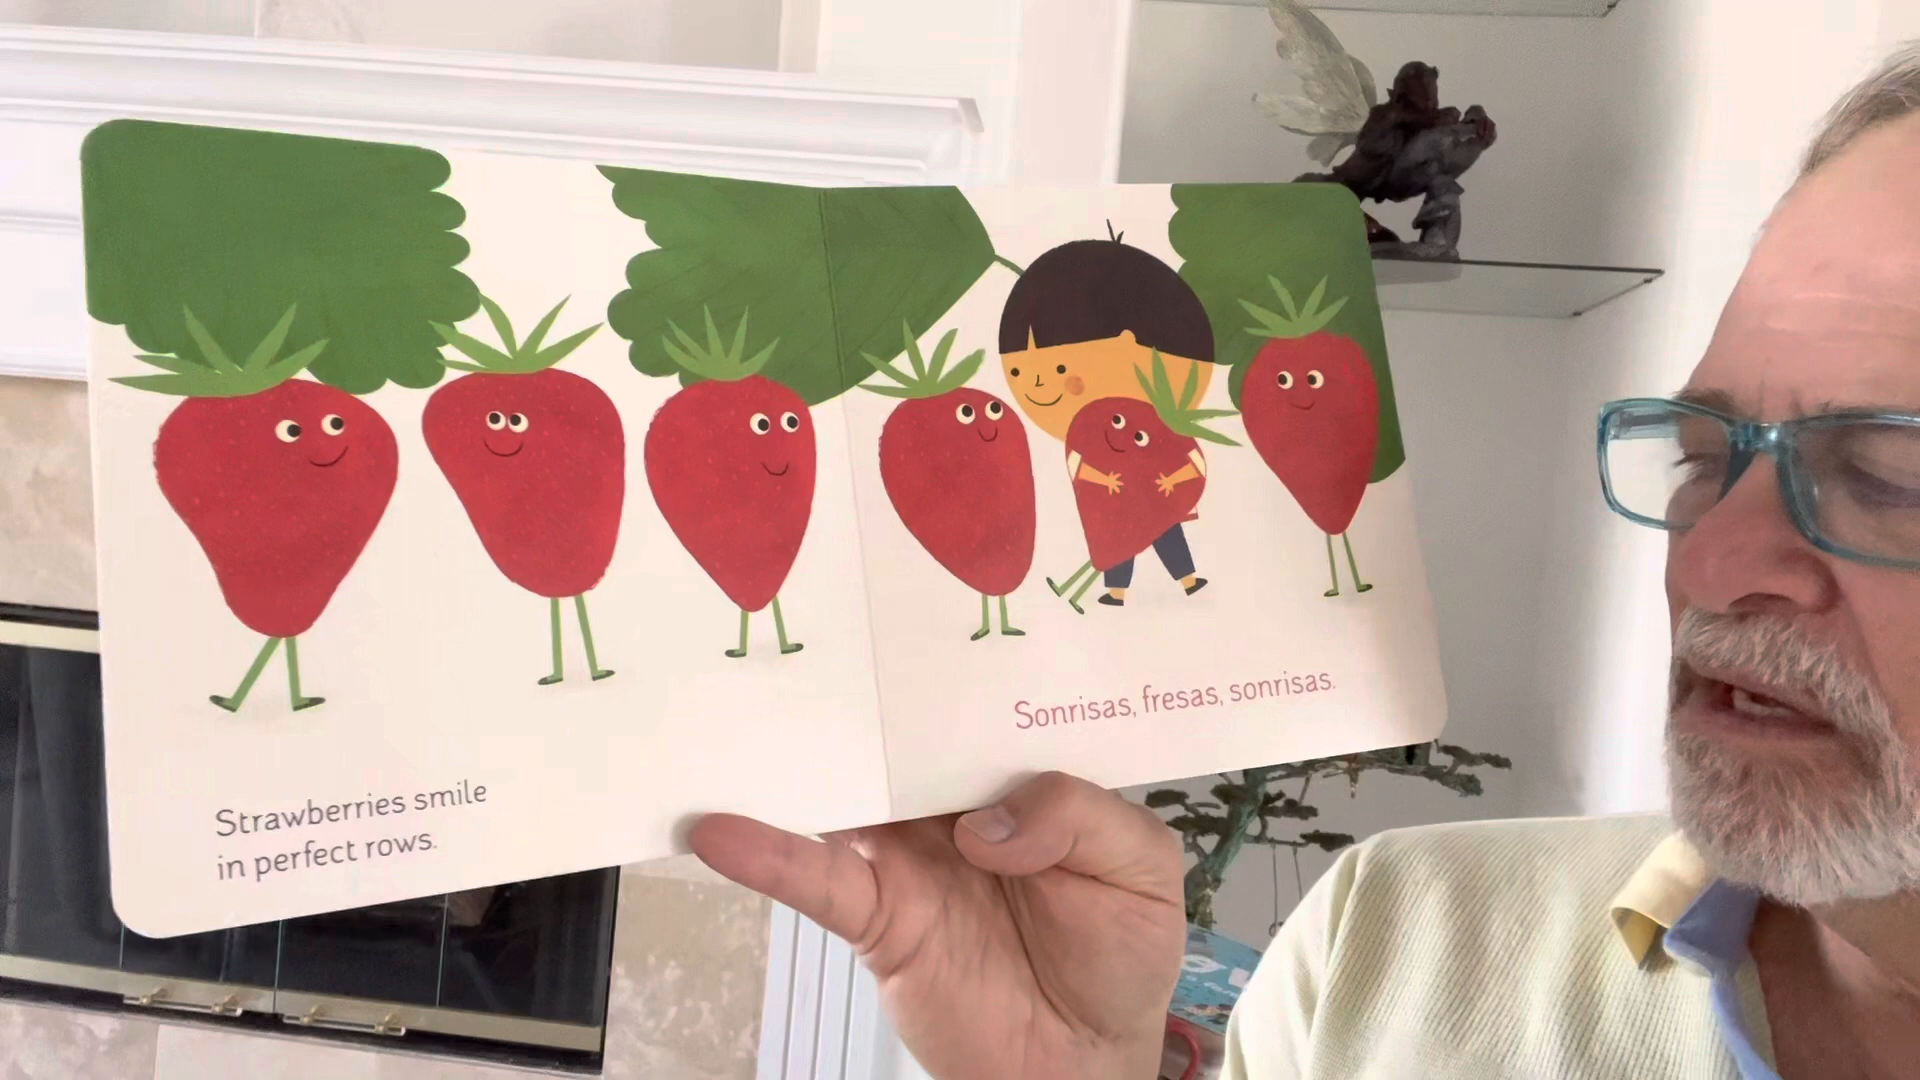 Strawberries smile
in perfect rows.
Sonrisas, fresas, sonrisas.